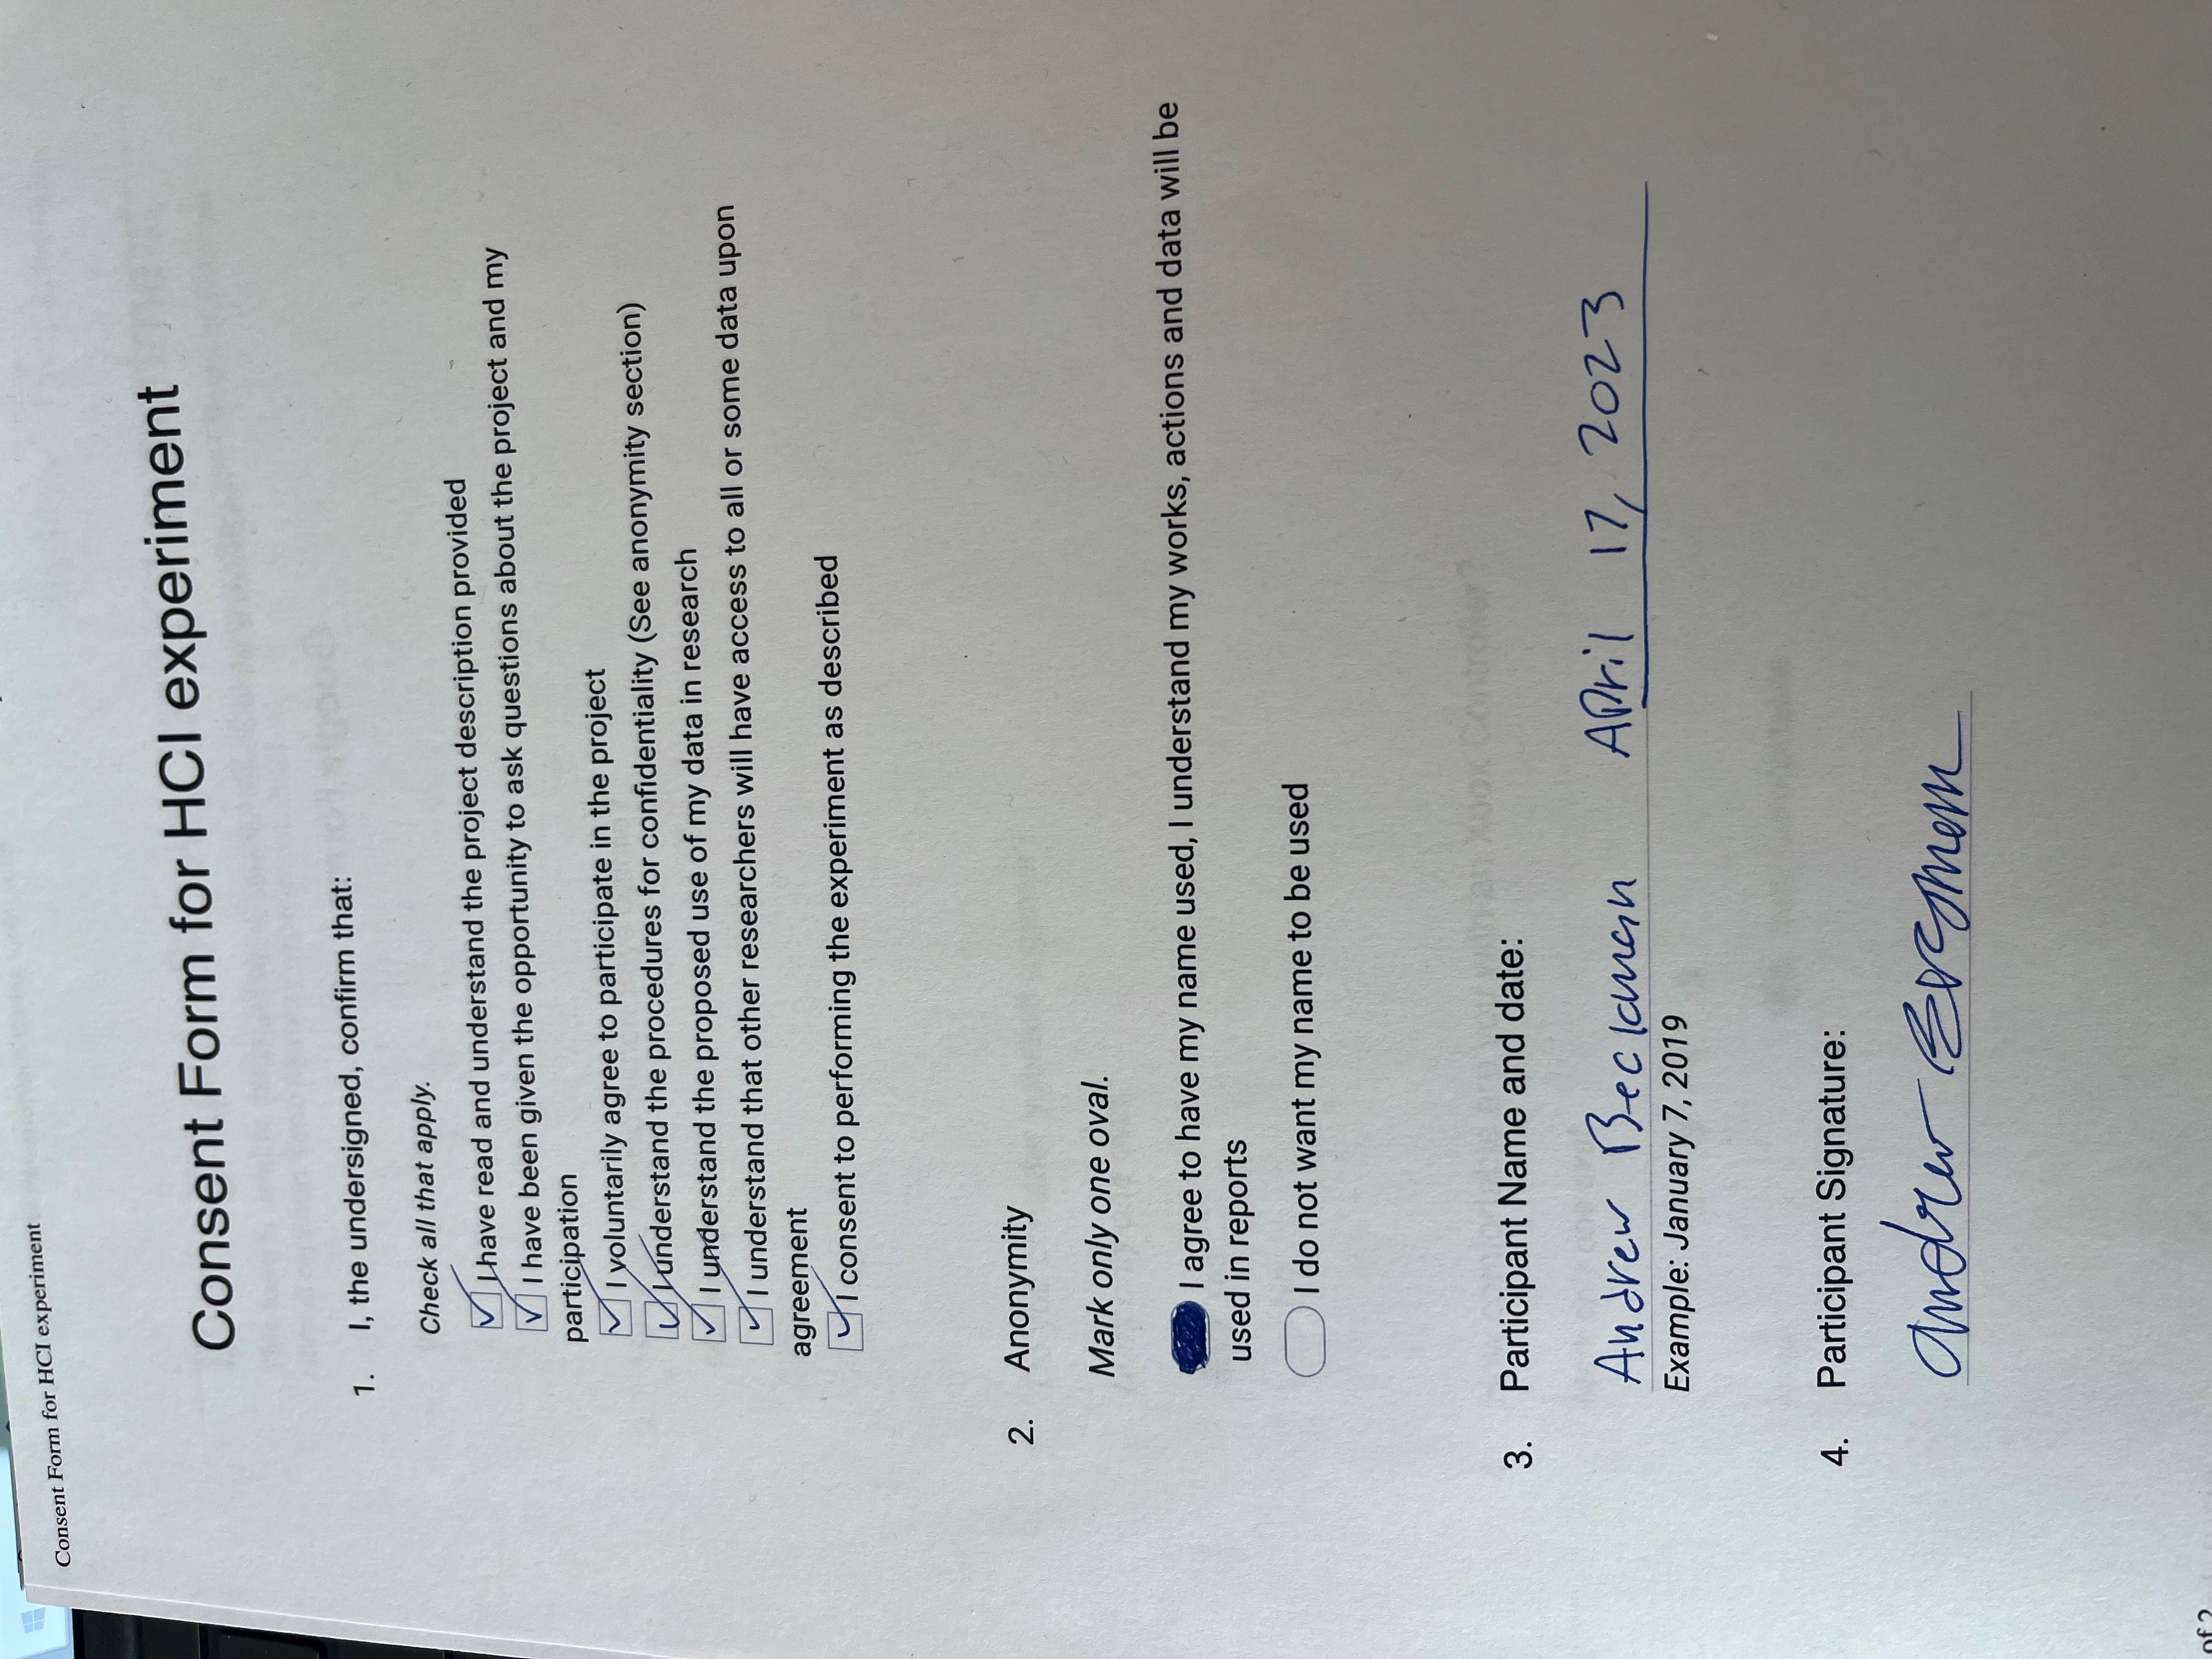 Consent Form for HCI experiment
Consent Form for HCI experiment
1. I, the undersigned, confirm that:
Check all that apply.
I have read and understand the project description provided
I have been given the opportunity to ask questions about the project and my
participation
I voluntarily agree to participate in the project
I understand the procedures for confidentiality (See anonymity section)
I understand the proposed use of my data in research
I understand that other researchers will have access to all or some data upon
agreement
I consent to performing the experiment as described
2. Anonymity
Mark only one oval.
I agree to have my name used, I understand my works, actions and data will be
used in reports
I do not want my name to be used
3. Participant Name and date:
Andrew April 17, 2023
Example: January 7, 2019
4. Participant Signature:
Andrew
of 2